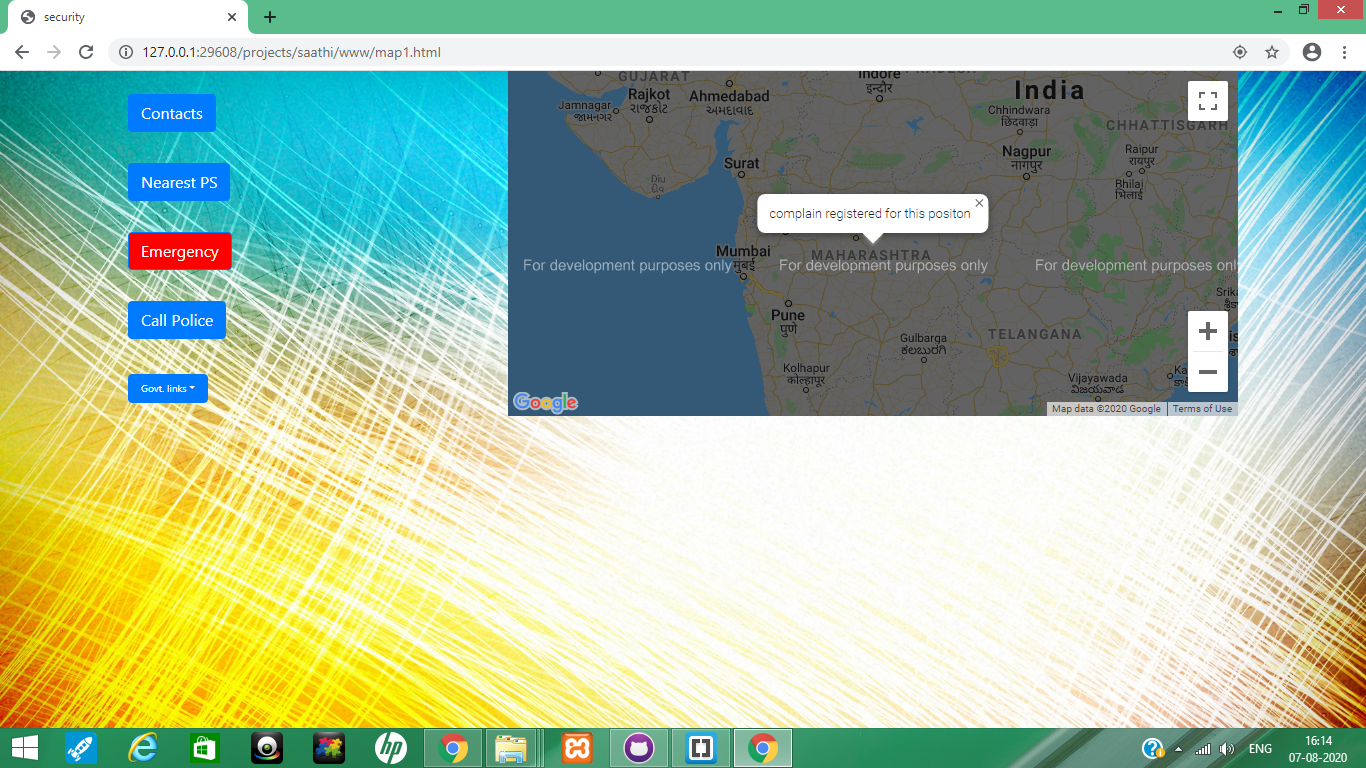 security
127.0.0.1:29608/projects/saathi/www/map1.html
Contacts
Nearest PS
Emergency
Call Police
Govt. links
GUJARAT
Rajkot
રાજકોટ
Jamnagar
જામનગર
Ahmedabad
અમદાવાદ
Indore
इन्दौर
PRADESH
India
Chhindwara
छिंदवाड़ा
CHHATTISGARH
Surat
Nagpur
नागपुर
Raipur
रायपुर
Bhilai
भिलाई
Diu
complain registered for this positon
Mumbai
मुंबई
MAHARASHTRA
For development purposes only
For development purposes only
For development purposes onl
Pune
पुणे
Gulbarga
ಕಲಬುರಗಿ
TELANGANA
Srika
Kolhapur
कोल्हापूर
Vijayawada
విజయవాడ
Google
Map data ©2020 Google
Terms of Use
hp
ENG
16:14
07-08-2020